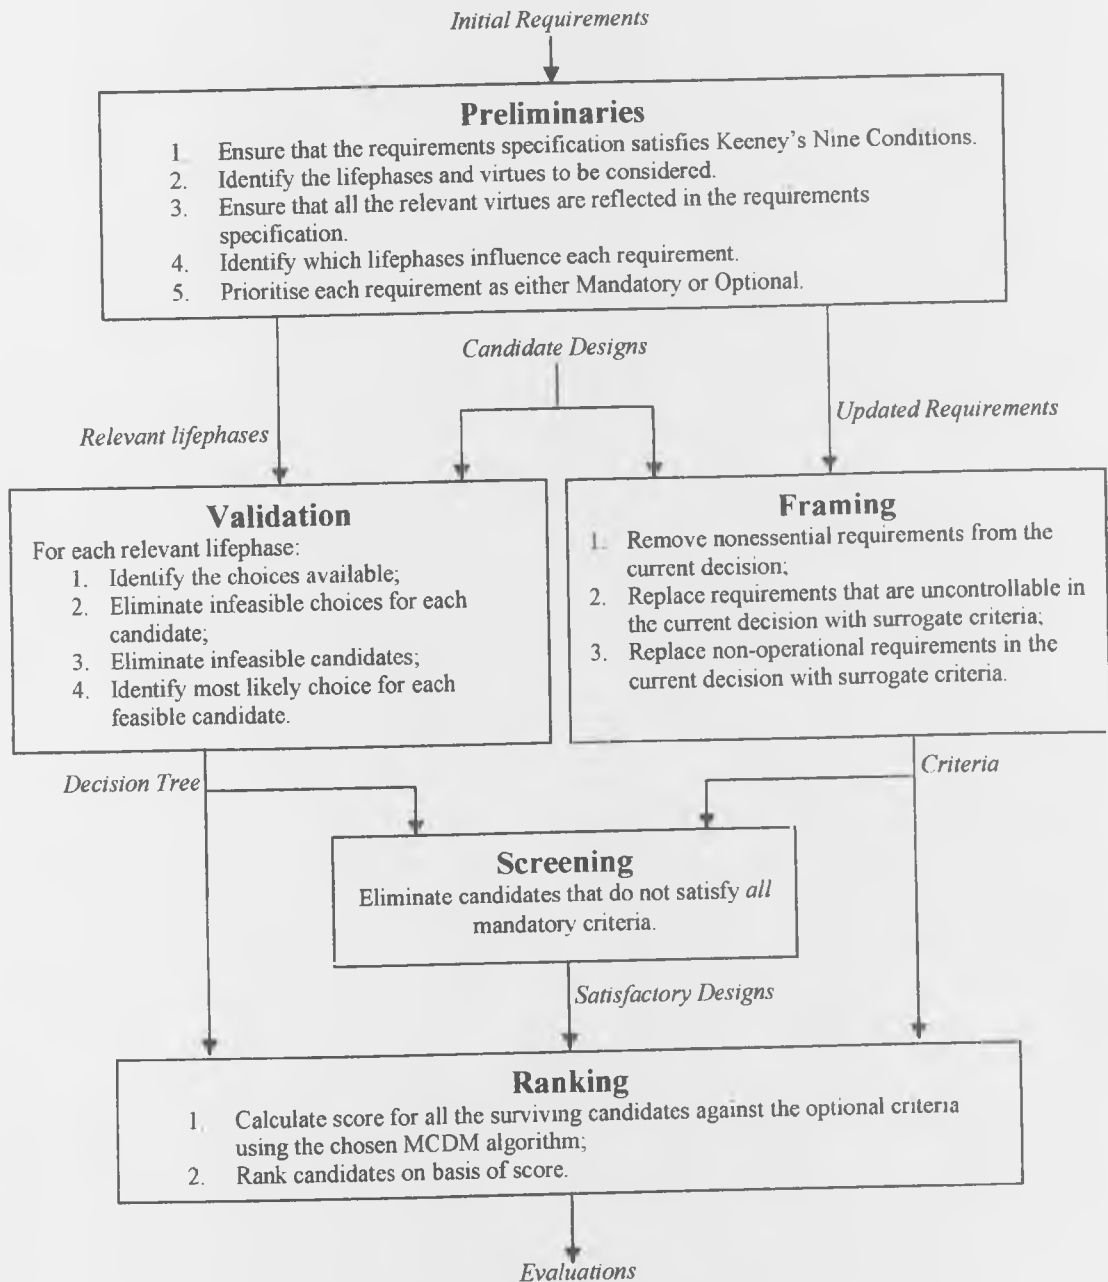 Initial Requirements
Preliminaries
1. Ensure that the requirements specification satisfies Keeney's Nine Conditions.
2. Identify the lifephases and virtues to be considered.
3. Ensure that all the relevant virtues are reflected in the requirements
specification.
4. Identify which lifephases influence each requirement.
5. Prioritise each requirement as either Mandatory or Optional.
Candidate Designs
Relevant lifephases
Updated Requirements
Validation
For each relevant lifephase:
1. Identify the choices available;
2. Eliminate infeasible choices for each
candidate;
3. Eliminate infeasible candidates;
4. Identify most likely choice for each
feasible candidate.
Framing
1. Remove nonessential requirements from the
current decision;
2. Replace requirements that are uncontrollable in
the current decision with surrogate criteria;
3. Replace non-operational requirements in the
current decision with surrogate criteria.
Decision Tree
Criteria
Screening
Eliminate candidates that do not satisfy all
mandatory criteria.
Satisfactory Designs
Ranking
1. Calculate score for all the surviving candidates against the optional criteria
using the chosen MCDM algorithm;
2. Rank candidates on basis of score.
Evaluations